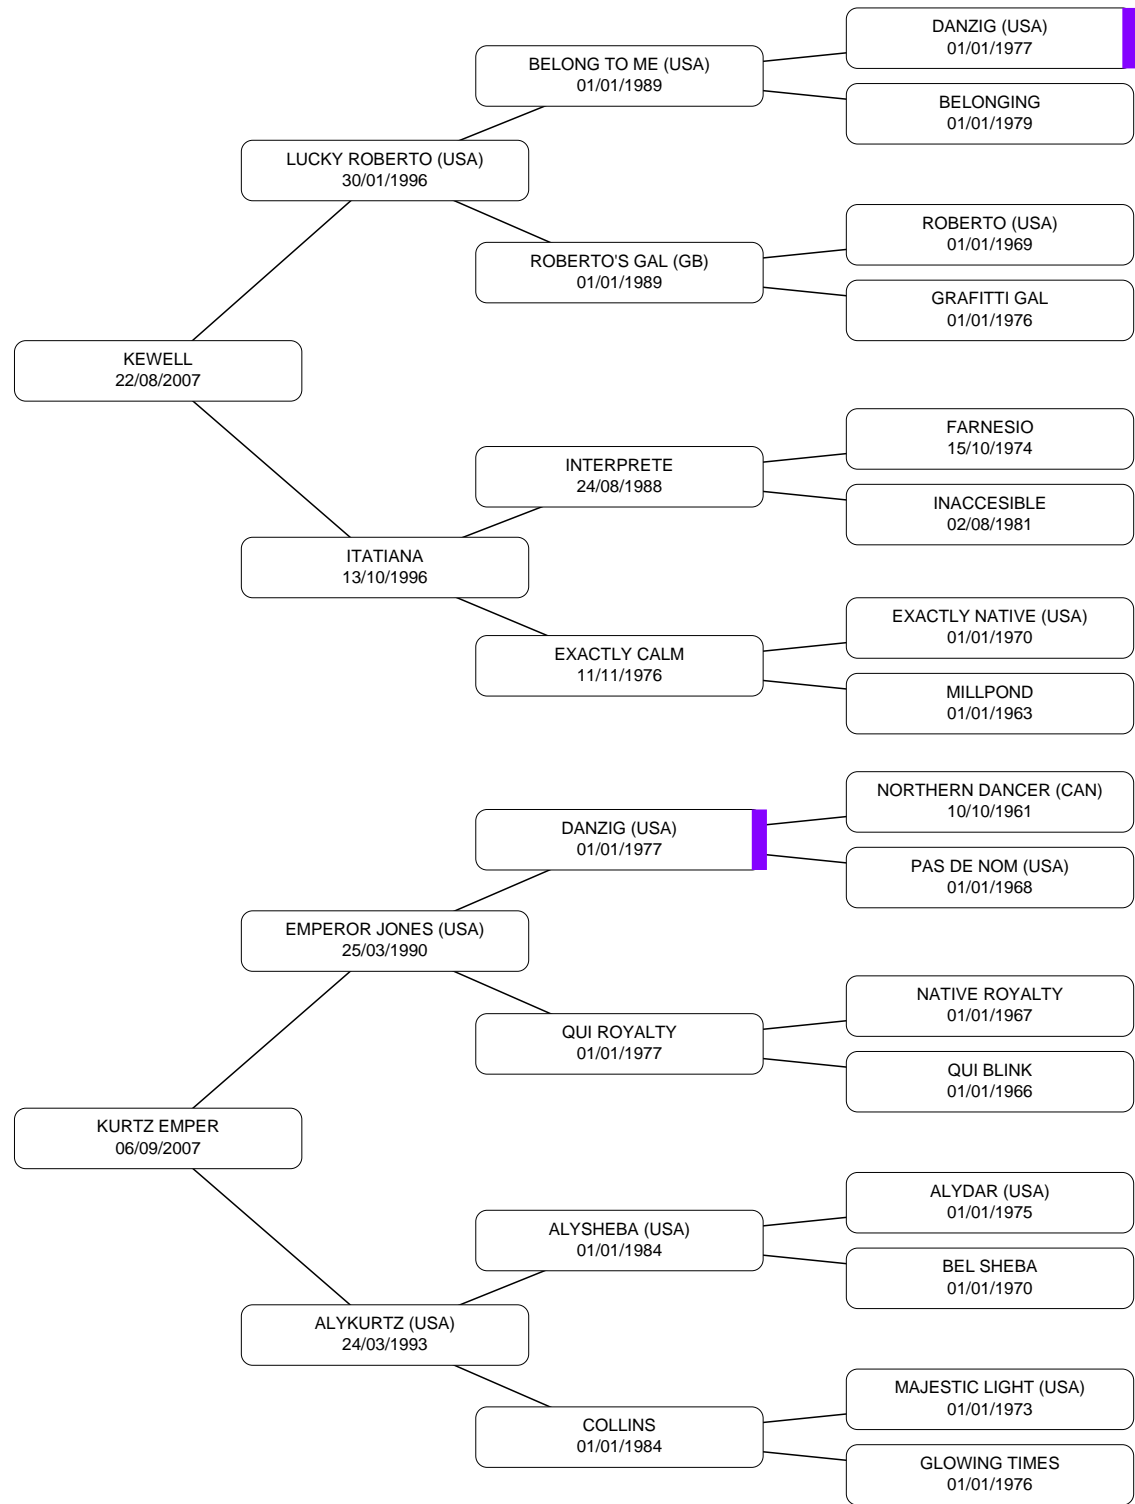 DANZIG (USA)
01/01/1977
BELONG TO ME (USA)
01/01/1989
BELONGING
01/01/1979
LUCKY ROBERTO (USA)
30/01/1996
ROBERTO (USA)
01/01/1969
ROBERTO'S GAL (GB)
01/01/1989
GRAFITTI GAL
01/01/1976
KEWELL
22/08/2007
FARNESIO
15/10/1974
INTERPRETE
24/08/1988
INACCESIBLE
02/08/1981
ITATIANA
13/10/1996
EXACTLY NATIVE (USA)
01/01/1970
EXACTLY CALM
11/11/1976
MILLPOND
01/01/1963
NORTHERN DANCER (CAN)
10/10/1961
DANZIG (USA)
01/01/1977
PAS DE NOM (USA)
01/01/1968
EMPEROR JONES (USA)
25/03/1990
NATIVE ROYALTY
01/01/1967
QUI ROYALTY
01/01/1977
QUI BLINK
01/01/1966
KURTZ EMPER
06/09/2007
ALYDAR (USA)
01/01/1975
ALYSHEBA (USA)
01/01/1984
BEL SHEBA
01/01/1970
ALYKURTZ (USA)
24/03/1993
MAJESTIC LIGHT (USA)
01/01/1973
COLLINS
01/01/1984
GLOWING TIMES
01/01/1976